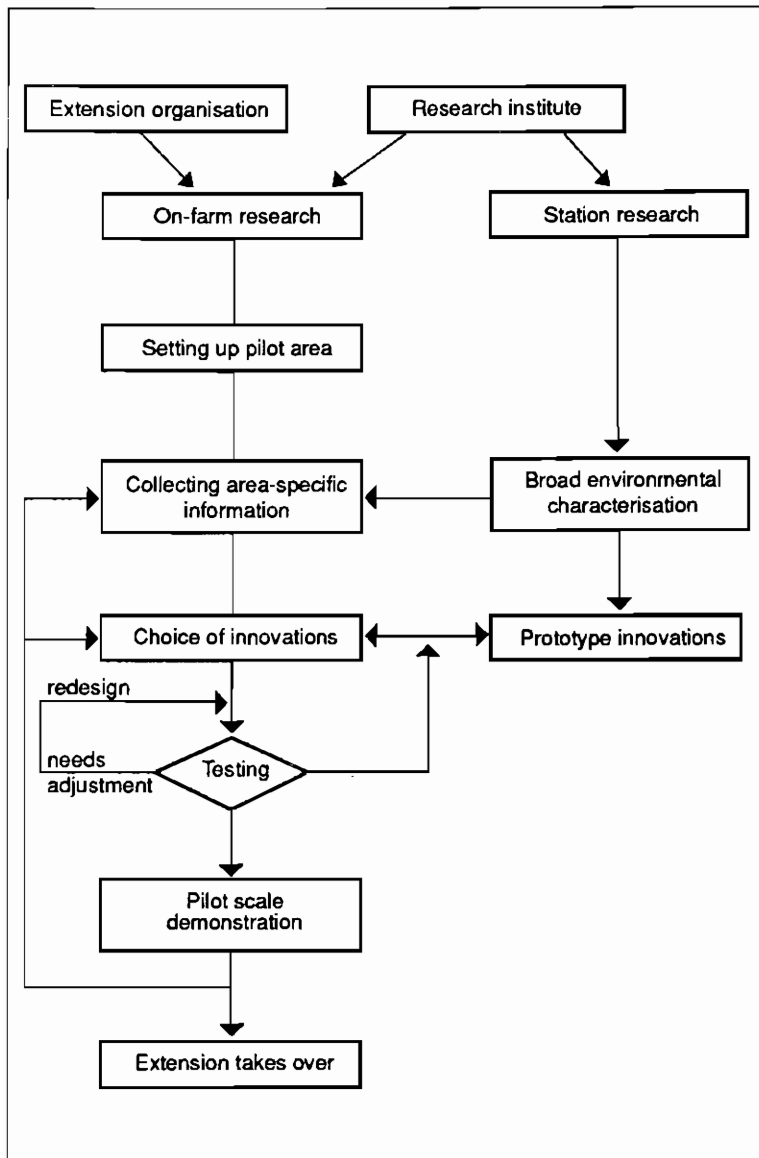 Extension organisation
Research institute
On-farm research
Station research
Setting up pilot area
Collecting area-specific
information
Broad environmental
characterisation
Choice of innovations
Prototype innovations
redesign
needs
adjustment
Testing
Pilot scale
demonstration
Extension takes over